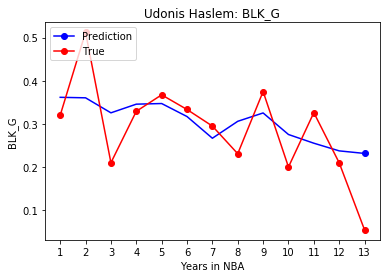 Udonis Haslem: BLK_G
Prediction
True
0.5
0.4
0.3
0.2
0.1
BLK_G
1 2 3 4 5 6 7 8 9 10 11 12 13
Years in NBA